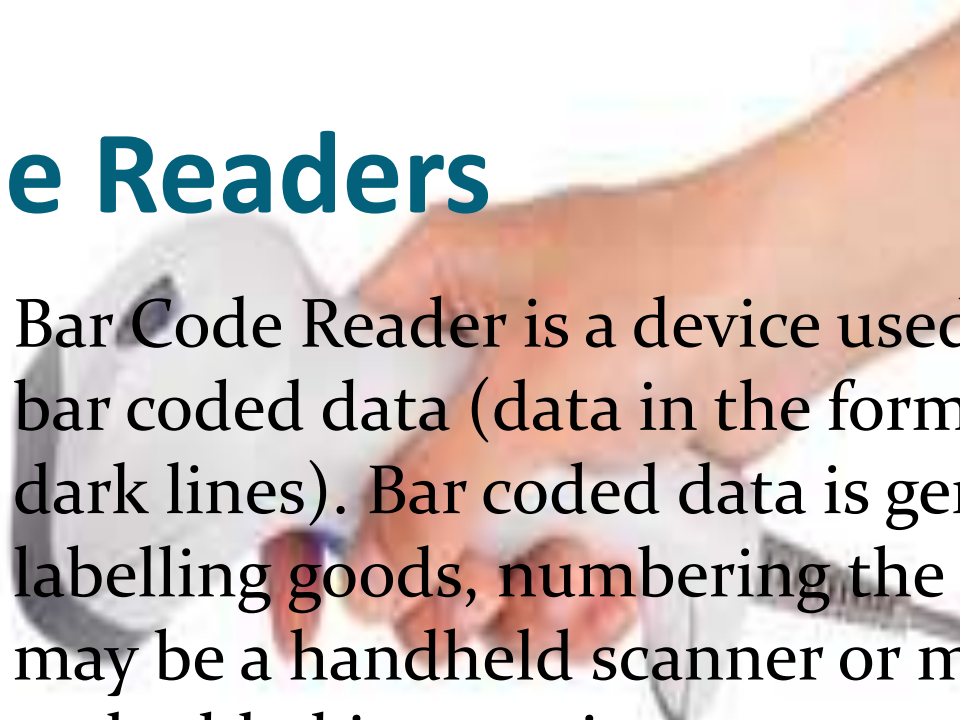 e Readers
Bar Code Reader is a device used
bar coded data (data in the form
dark lines). Bar coded data is
labelling goods, numbering the
may be a handheld scanner or